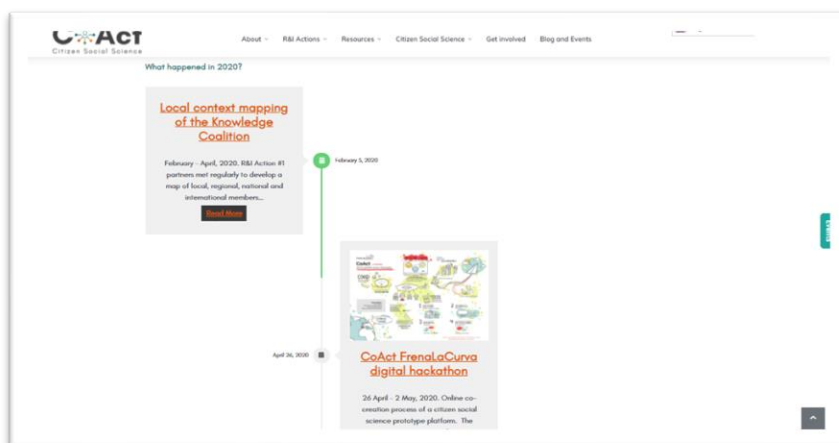 COACT
Citizen Social Science
About
R&I Actions
Resources
Citizen Social Science
Get involved
Blog and Events
What happened in 2020?
Local context mapping
of the Knowledge
Coalition
February - April, 2020. R&I Action #1
partners met regularly to develop a
map of local, regional, national and
international members...
Read More
February 5, 2020
CoAct
April 26, 2020
CoAct FrenaLaCurva
digital hackathon
26 April - 2 May, 2020. Online co-
creation process of a citizen social
science prototype platform. The